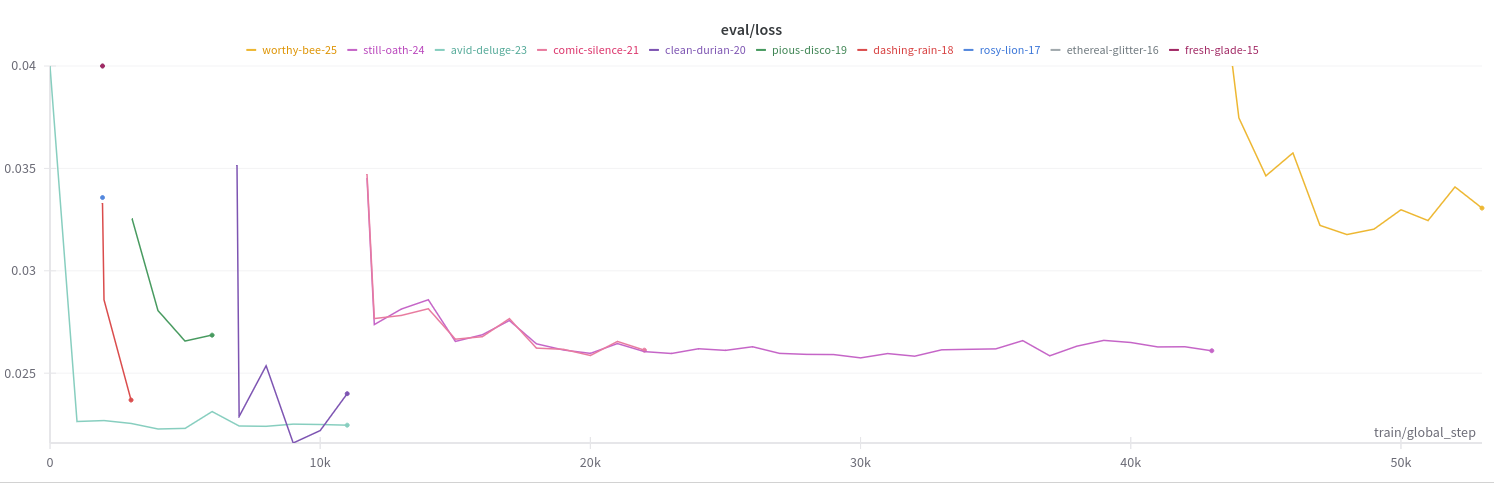 eval/loss
worthy-bee-25 still-oath-24 avid-deluge-23 comic-silence-21 clean-durian-20 pious-disco-19 dashing-rain-18 rosy-lion-17 ethereal-glitter-16 fresh-glade-15
0.04
0.035
0.03
0.025
train/global_step
0 10k 20k 30k 40k 50k